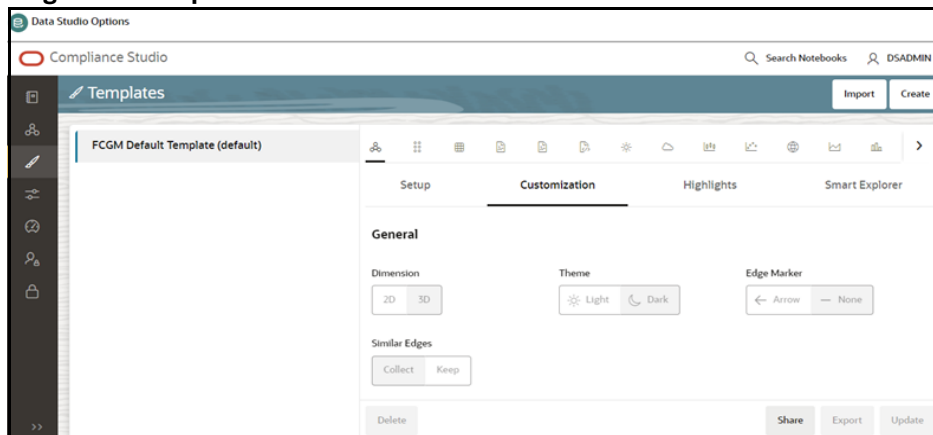 Data Studio Options
Compliance Studio
Search Notebooks DSADMIN
Templates
Import Create
FCGM Default Template (default)
Setup Customization Highlights Smart Explorer
General
Dimension Theme Edge Marker
2D 3D Light Dark Arrow None
Similar Edges
Collect Keep
Delete Share Export Update